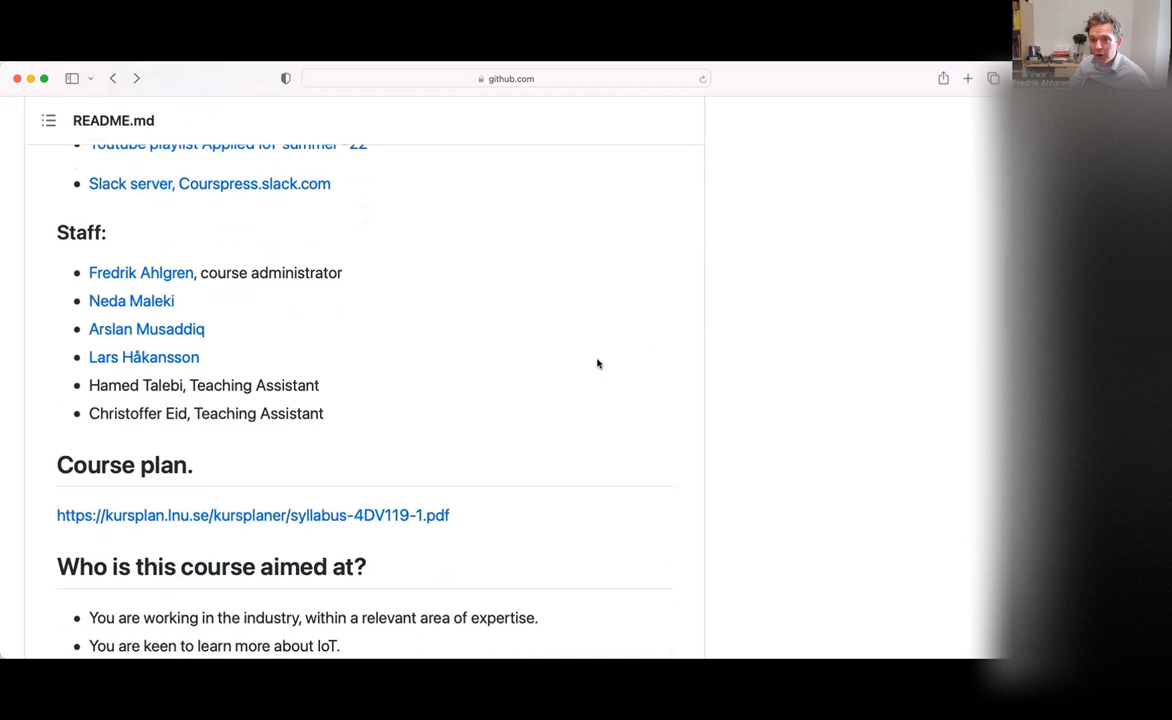 github.com
Fredrik Ahlgren
README.md
Youtube playlist Applied IoT summer -22
Slack server, Courspress.slack.com
Staff:
Fredrik Ahlgren, course administrator
Neda Maleki
Arslan Musaddiq
Lars Håkansson
Hamed Talebi, Teaching Assistant
Christoffer Eid, Teaching Assistant
Course plan.
https://kursplan.lnu.se/kursplaner/syllabus-4DV119-1.pdf
Who is this course aimed at?
You are working in the industry, within a relevant area of expertise.
You are keen to learn more about IoT.